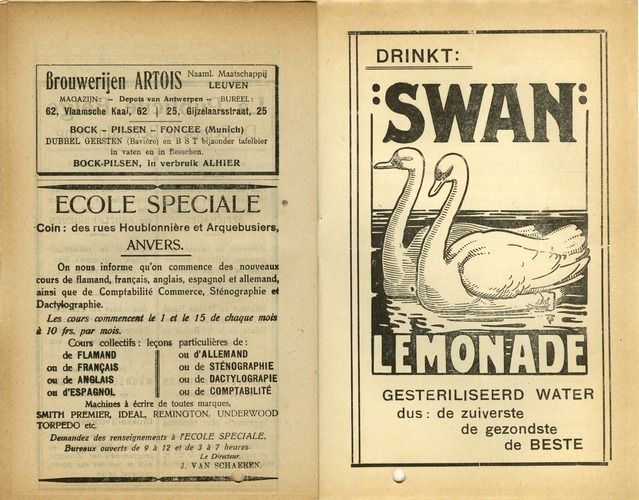 Brouwerijen ARTOIS Naaml. Maatschappij
LEUVEN
MAGAZIJN: - Depots van Antwerpen - BUREEL:
62, Vlaamsche Kaai, 62 | 25, Gijzelaarsstraat, 25
BOCK - PILSEN - FONCEE (Munich)
DUBBEL GERSTEN (Bavière) en B S T bijzonder tafelbier
in vaten en in flesschen.
BOCK-PILSEN, in verbruik ALHIER
ECOLE SPECIALE
Coin: des rues Houblonnière et Arquebusiers,
ANVERS.
On nous informe qu'on commence des nouveaux
cours de flamand, français, anglais, espagnol et allemand,
ainsi que de Comptabilité Commerce, Sténographie et
Dactylographie.
Les cours commencent le 1 et le 15 de chaque mois
à 10 frs. par mois.
Cours collectifs: leçons particulières de:
de FLAMAND ou d'ALLEMAND
ou de FRANÇAIS ou de STÉNOGRAPHIE
ou de ANGLAIS ou de DACTYLOGRAPIE
ou d'ESPAGNOL ou de COMPTABILITÉ
Machines à écrire de toutes marques,
SMITH PREMIER, IDEAL, REMINGTON, UNDERWOOD
TORPEDO etc.
Demandez des renseignements à l'ECOLE SPECIALE.
Bureaux ouverts de 9 à 12 et de 3 à 7 heures.
Le Directeur.
J. VAN SCHAEREN.
DRINKT:
:SWAN:
LEMONADE
GESTERILISEERD WATER
dus: de zuiverste
de gezondste
de BESTE